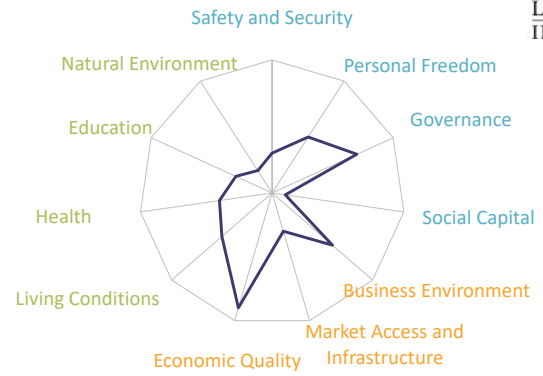 Safety and Security
Natural Environment
Personal Freedom
Education
Governance
Health
Social Capital
Living Conditions
Business Environment
Market Access and
Infrastructure
Economic Quality